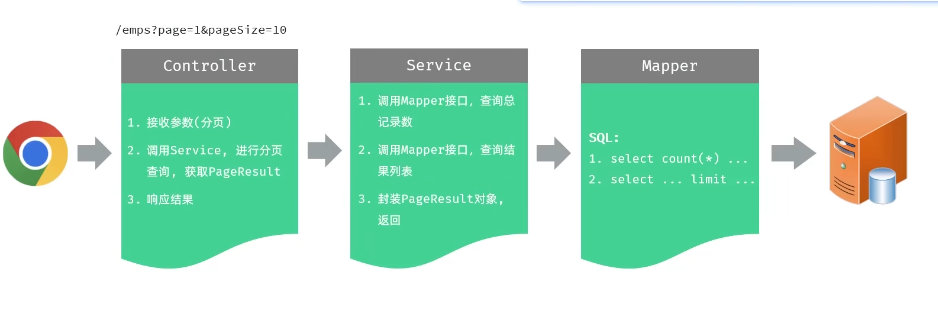 /emps?page=1&pageSize=10
Controller
1. 接收参数(分页)
2. 调用Service, 进行分页
查询, 获取PageResult
3. 响应结果
Service
1. 调用Mapper接口, 查询总
记录数
2. 调用Mapper接口, 查询结
果列表
3. 封装PageResult对象,
返回
Mapper
SQL:
1. select count(*) ...
2. select ... limit ...